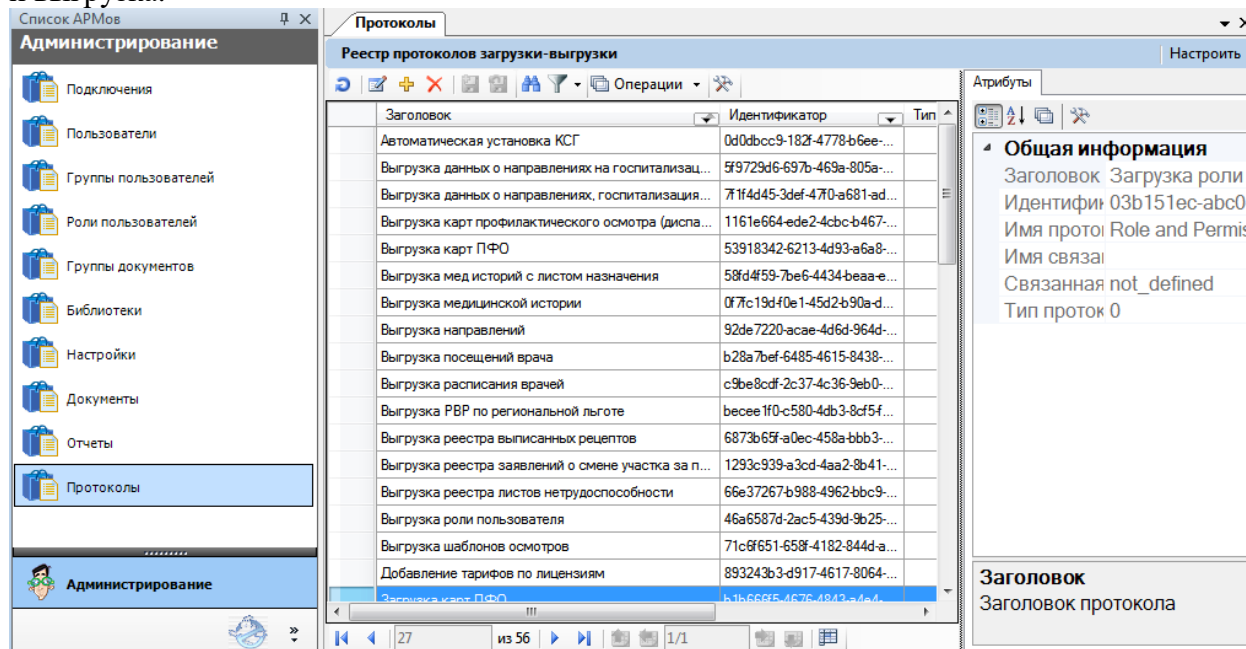 Список АРМов
Администрирование
Подключения
Пользователи
Группы пользователей
Роли пользователей
Группы документов
Библиотеки
Настройки
Документы
Отчеты
Протоколы
Администрирование
Протоколы
Реестр протоколов загрузки-выгрузки
Настроить
Операции
Заголовок Идентификатор Тип
Автоматическая установка КСГ 0d0dbcc9-182f-4778-b6ee-...
Выгрузка данных о направлениях на госпитализац... 5f9729d6-697b-469a-805a-...
Выгрузка данных о направлениях, госпитализация... 7f1f4d45-3def-47f0-a681-ad...
Выгрузка карт профилактического осмотра (диспа... 1161e664-ede2-4cbc-b467-...
Выгрузка карт ПФО 53918342-6213-4d93-a6a8-...
Выгрузка мед историй с листом назначения 58fd4f59-7be6-4434-beaa-e...
Выгрузка медицинской истории 0f7fc19d-f0e1-45d2-b90a-d...
Выгрузка направлений 92de7220-acae-4d6d-964d-...
Выгрузка посещений врача b28a7bef-6485-4615-8438-...
Выгрузка расписания врачей c9be8cdf-2c37-4c36-9eb0-...
Выгрузка РВР по региональной льготе becee1f0-c580-4db3-8cf5-f...
Выгрузка реестра выписанных рецептов 6873b65f-a0ec-458a-bbb3-...
Выгрузка реестра заявлений о смене участка за п... 1293c939-a3cd-4aa2-8b41-...
Выгрузка реестра листов нетрудоспособности 66e37267-b988-4962-bbc9-...
Выгрузка роли пользователя 46a6587d-2ac5-439d-9b25-...
Выгрузка шаблонов осмотров 71c6f651-658f-4182-844d-a...
Добавление тарифов по лицензиям 893243b3-d917-4617-8064-...
Загрузка карт ПФО b1b666f5-4676-4843-a4e4-
27 из 56 1/1
Атрибуты
Общая информация
Заголовок Загрузка роли
Идентифик 03b151ec-abc0
Имя прото Role and Permis
Имя связа
Связанная not_defined
Тип проток 0
Заголовок
Заголовок протокола